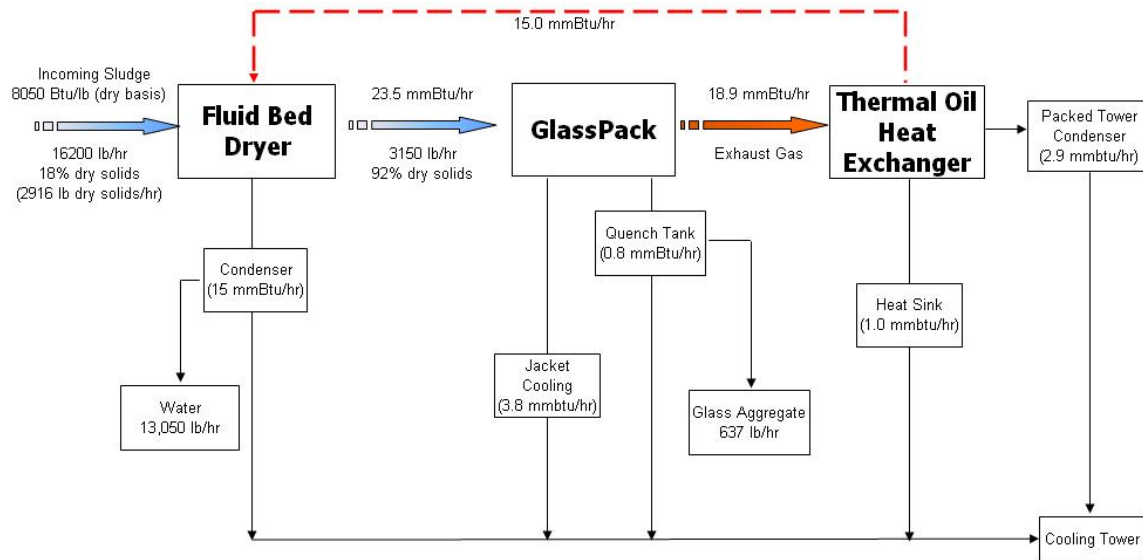 15.0 mmBtu/hr
Incoming Sludge
8050 Btu/lb (dry basis)
16200 lb/hr
18% dry solids
(2916 lb dry solids/hr)
Fluid Bed
Dryer
23.5 mmBtu/hr
3150 lb/hr
92% dry solids
GlassPack
18.9 mmBtu/hr
Exhaust Gas
Thermal Oil
Heat
Exchanger
Packed Tower
Condenser
(2.9 mmbtu/hr)
Condenser
(15 mmBtu/hr)
Quench Tank
(0.8 mmBtu/hr)
Heat Sink
(1.0 mmbtu/hr)
Water
13,050 lb/hr
Jacket
Cooling
(3.8 mmbtu/hr)
Glass Aggregate
637 lb/hr
Cooling Tower